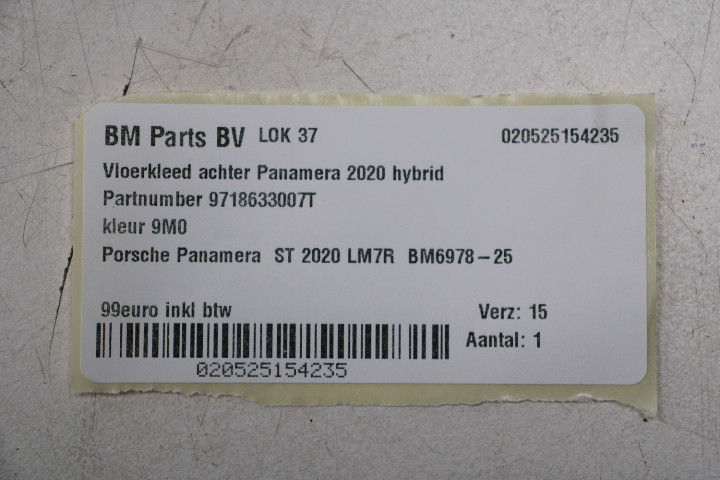 BM Parts BV LOK 37 020525154235
Vloerkleed achter Panamera 2020 hybrid
Partnumber 9718633007T
kleur 9M0
Porsche Panamera ST 2020 LM7R BM6978-25
99euro inkl btw Verz: 15
Aantal: 1
020525154235